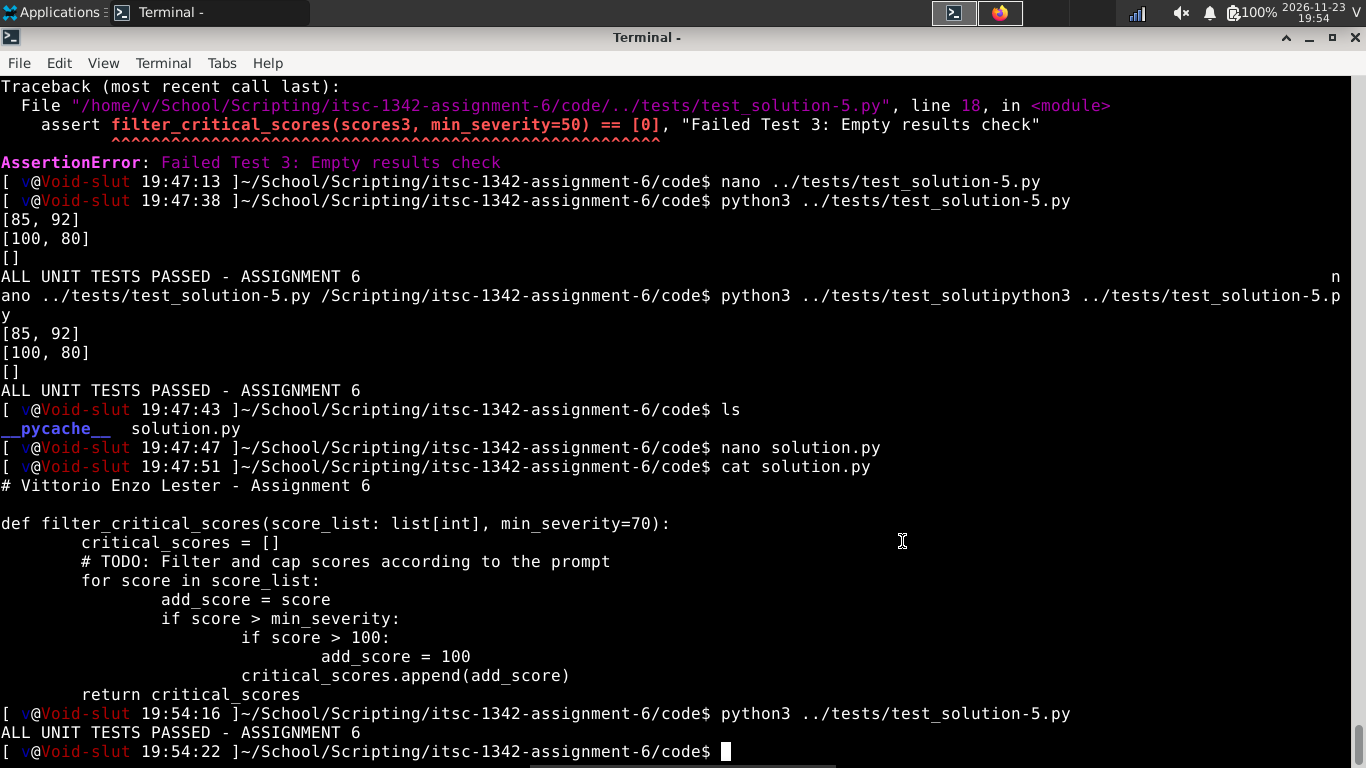 Applications
Terminal -
100%
2026-11-23
19:54
V
Terminal -
File Edit View Terminal Tabs Help
Traceback (most recent call last):
  File "/home/v/School/Scripting/itsc-1342-assignment-6/code/../tests/test_solution-5.py", line 18, in <module>
    assert filter_critical_scores(scores3, min_severity=50) == [0], "Failed Test 3: Empty results check"
           ^^^^^^^^^^^^^^^^^^^^^^^^^^^^^^^^^^^^^^^^^^^^^^^^^^^^^^^
AssertionError: Failed Test 3: Empty results check
[ v@Void-slut 19:47:13 ]~/School/Scripting/itsc-1342-assignment-6/code$ nano ../tests/test_solution-5.py
[ v@Void-slut 19:47:38 ]~/School/Scripting/itsc-1342-assignment-6/code$ python3 ../tests/test_solution-5.py
[85, 92]
[100, 80]
[]
ALL UNIT TESTS PASSED - ASSIGNMENT 6 n
ano ../tests/test_solution-5.py /Scripting/itsc-1342-assignment-6/code$ python3 ../tests/test_solutipython3 ../tests/test_solution-5.p
y
[85, 92]
[100, 80]
[]
ALL UNIT TESTS PASSED - ASSIGNMENT 6
[ v@Void-slut 19:47:43 ]~/School/Scripting/itsc-1342-assignment-6/code$ ls
__pycache__  solution.py
[ v@Void-slut 19:47:47 ]~/School/Scripting/itsc-1342-assignment-6/code$ nano solution.py
[ v@Void-slut 19:47:51 ]~/School/Scripting/itsc-1342-assignment-6/code$ cat solution.py
# Vittorio Enzo Lester - Assignment 6

def filter_critical_scores(score_list: list[int], min_severity=70):
        critical_scores = []
        # TODO: Filter and cap scores according to the prompt
        for score in score_list:
                add_score = score
                if score > min_severity:
                        if score > 100:
                                add_score = 100
                        critical_scores.append(add_score)
        return critical_scores
[ v@Void-slut 19:54:16 ]~/School/Scripting/itsc-1342-assignment-6/code$ python3 ../tests/test_solution-5.py
ALL UNIT TESTS PASSED - ASSIGNMENT 6
[ v@Void-slut 19:54:22 ]~/School/Scripting/itsc-1342-assignment-6/code$